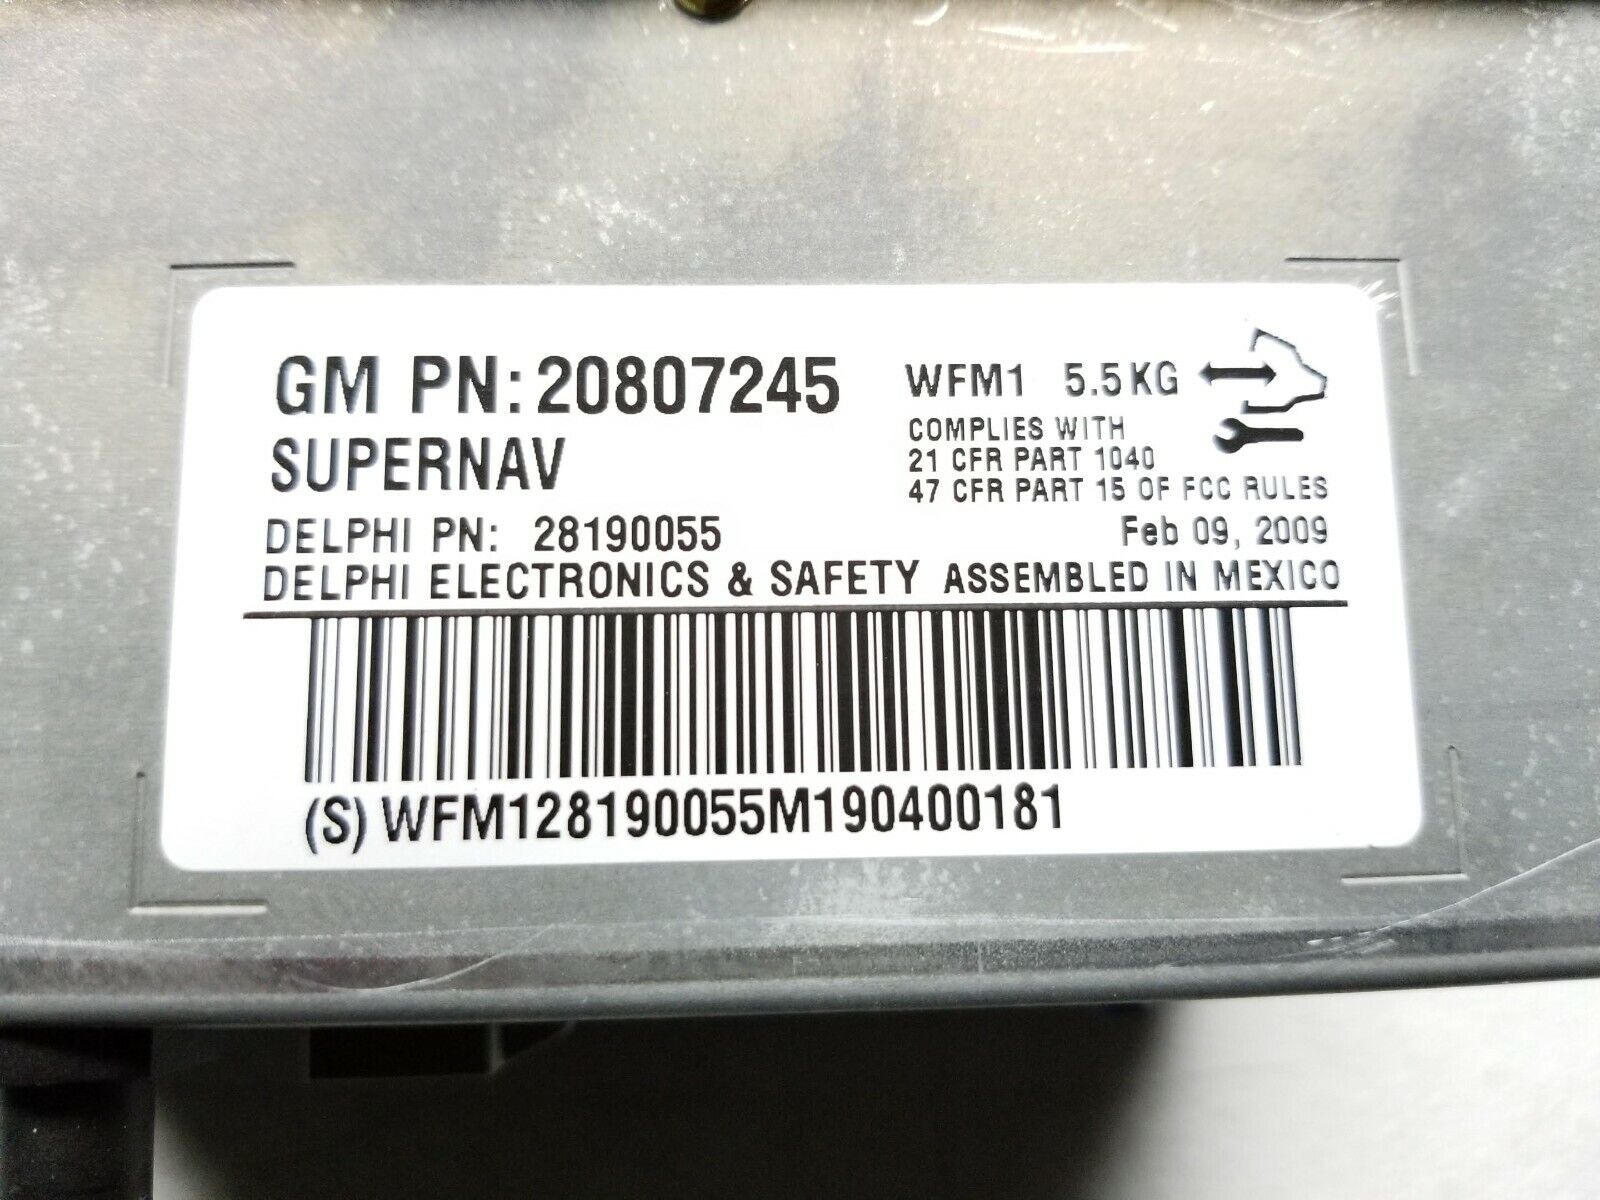 GM PN: 20807245
SUPERNAV
WFM1 5.5KG
COMPLIES WITH
21 CFR PART 1040
47 CFR PART 15 OF FCC RULES
DELPHI PN: 28190055
Feb 09, 2009
DELPHI ELECTRONICS & SAFETY ASSEMBLED IN MEXICO
(S) WFM128190055M190400181